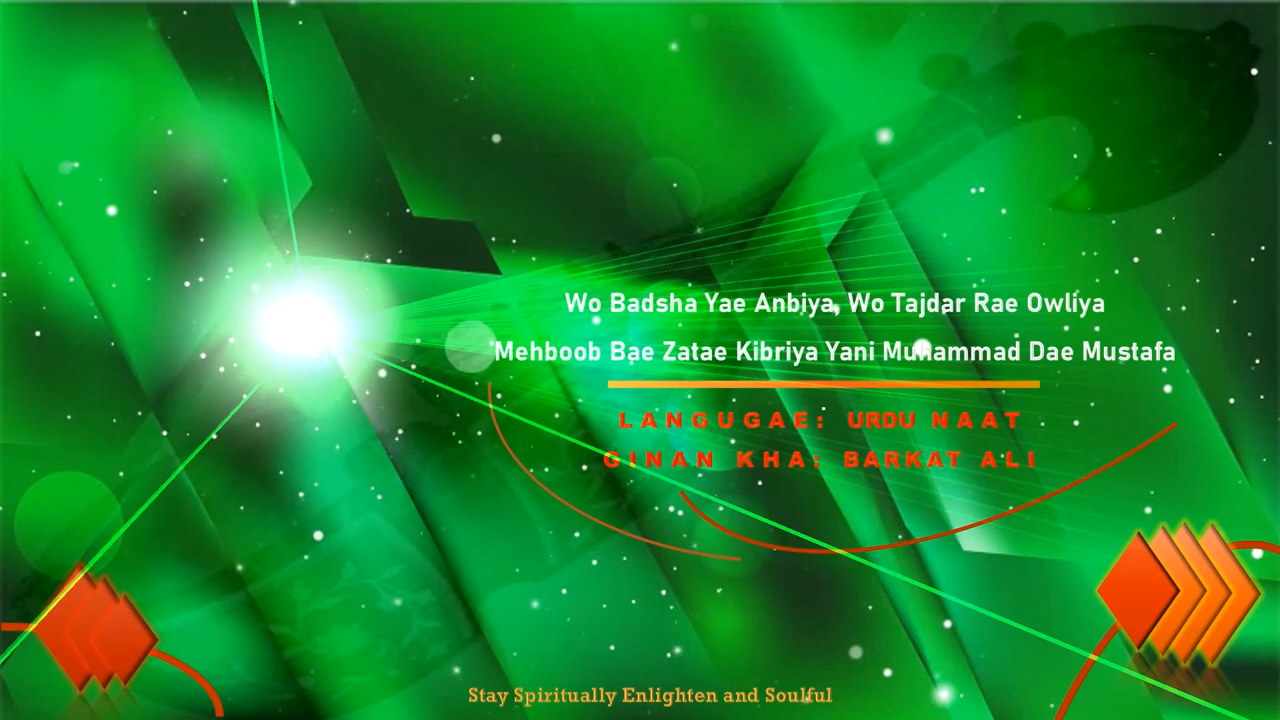 Wo Badsha Yae Anbiya, Wo Tajdar Rae Owliya
Mehboob Bae Zatae Kibriya Yani Muhammad Dae Mustafa
LANGUGAE: URDU NAAT
GINAN KHA: BARKAT ALI
Stay Spiritually Enlighten and Soulful